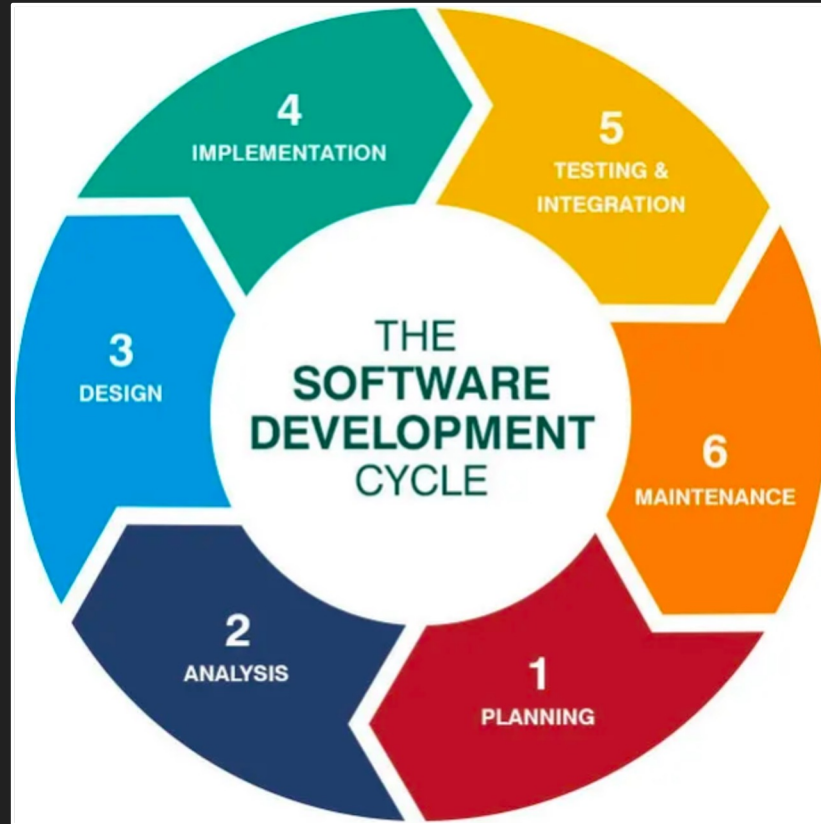 THE
SOFTWARE
DEVELOPMENT
CYCLE
1
PLANNING
2
ANALYSIS
3
DESIGN
4
IMPLEMENTATION
5
TESTING &
INTEGRATION
6
MAINTENANCE